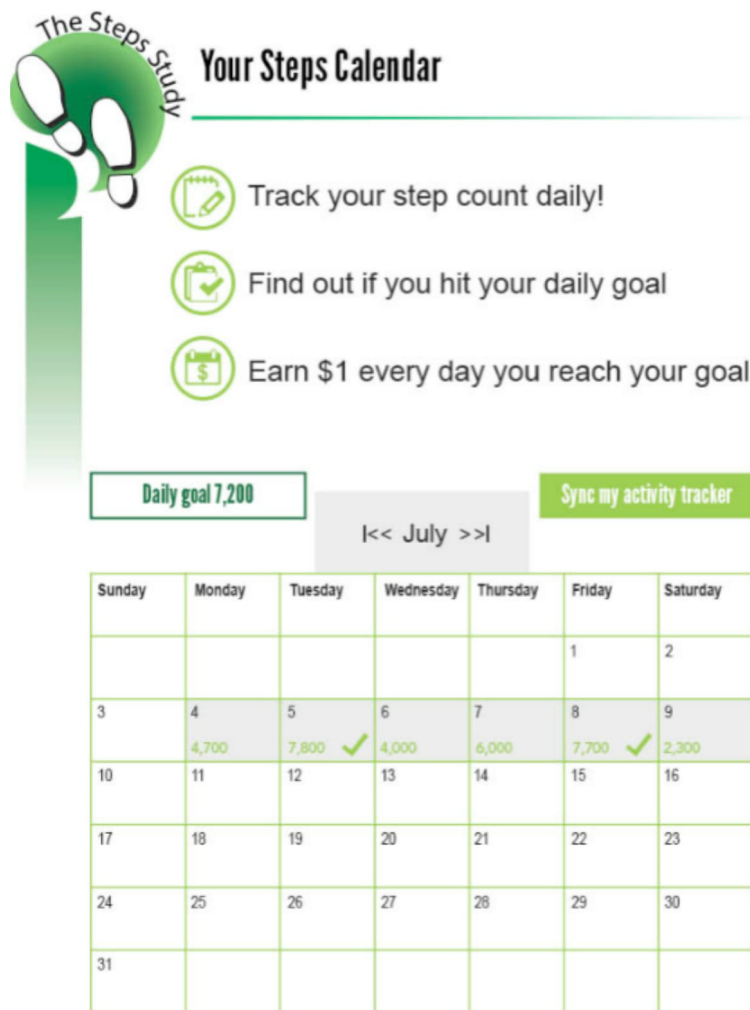 The Steps Study
Your Steps Calendar
Track your step count daily!
Find out if you hit your daily goal
Earn $1 every day you reach your goal
Daily goal 7,200
Sync my activity tracker
I<< July >>I
Sunday Monday Tuesday Wednesday Thursday Friday Saturday
1 2
3 4 5 6 7 8 9
4,700 7,800 4,000 6,000 7,700 2,300
10 11 12 13 14 15 16
17 18 19 20 21 22 23
24 25 26 27 28 29 30
31